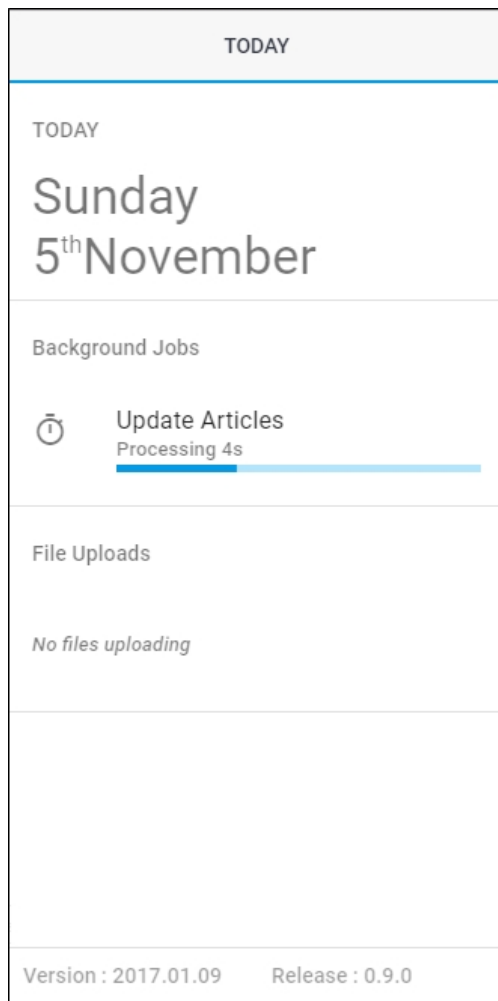 TODAY
TODAY
Sunday
5thNovember
Background Jobs
Update Articles
Processing 4s
File Uploads
No files uploading
Version : 2017.01.09 Release : 0.9.0